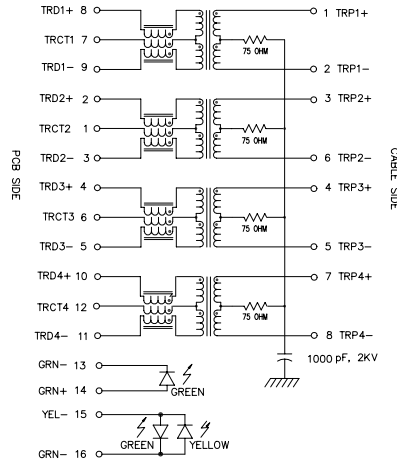 TRD1+ 8
1 TRP1+
TRCT1 7
75 OHM
TRD1- 9
2 TRP1-
TRD2+ 2
3 TRP2+
TRCT2 1
75 OHM
TRD2- 3
6 TRP2-
PCB SIDE
CABLE SIDE
TRD3+ 4
4 TRP3+
TRCT3 6
75 OHM
TRD3- 5
5 TRP3-
TRD4+ 10
7 TRP4+
TRCT4 12
75 OHM
TRD4- 11
8 TRP4-
1000 pF, 2KV
GRN- 13
GRN+ 14
GREEN
YEL- 15
GREEN
YELLOW
GRN- 16